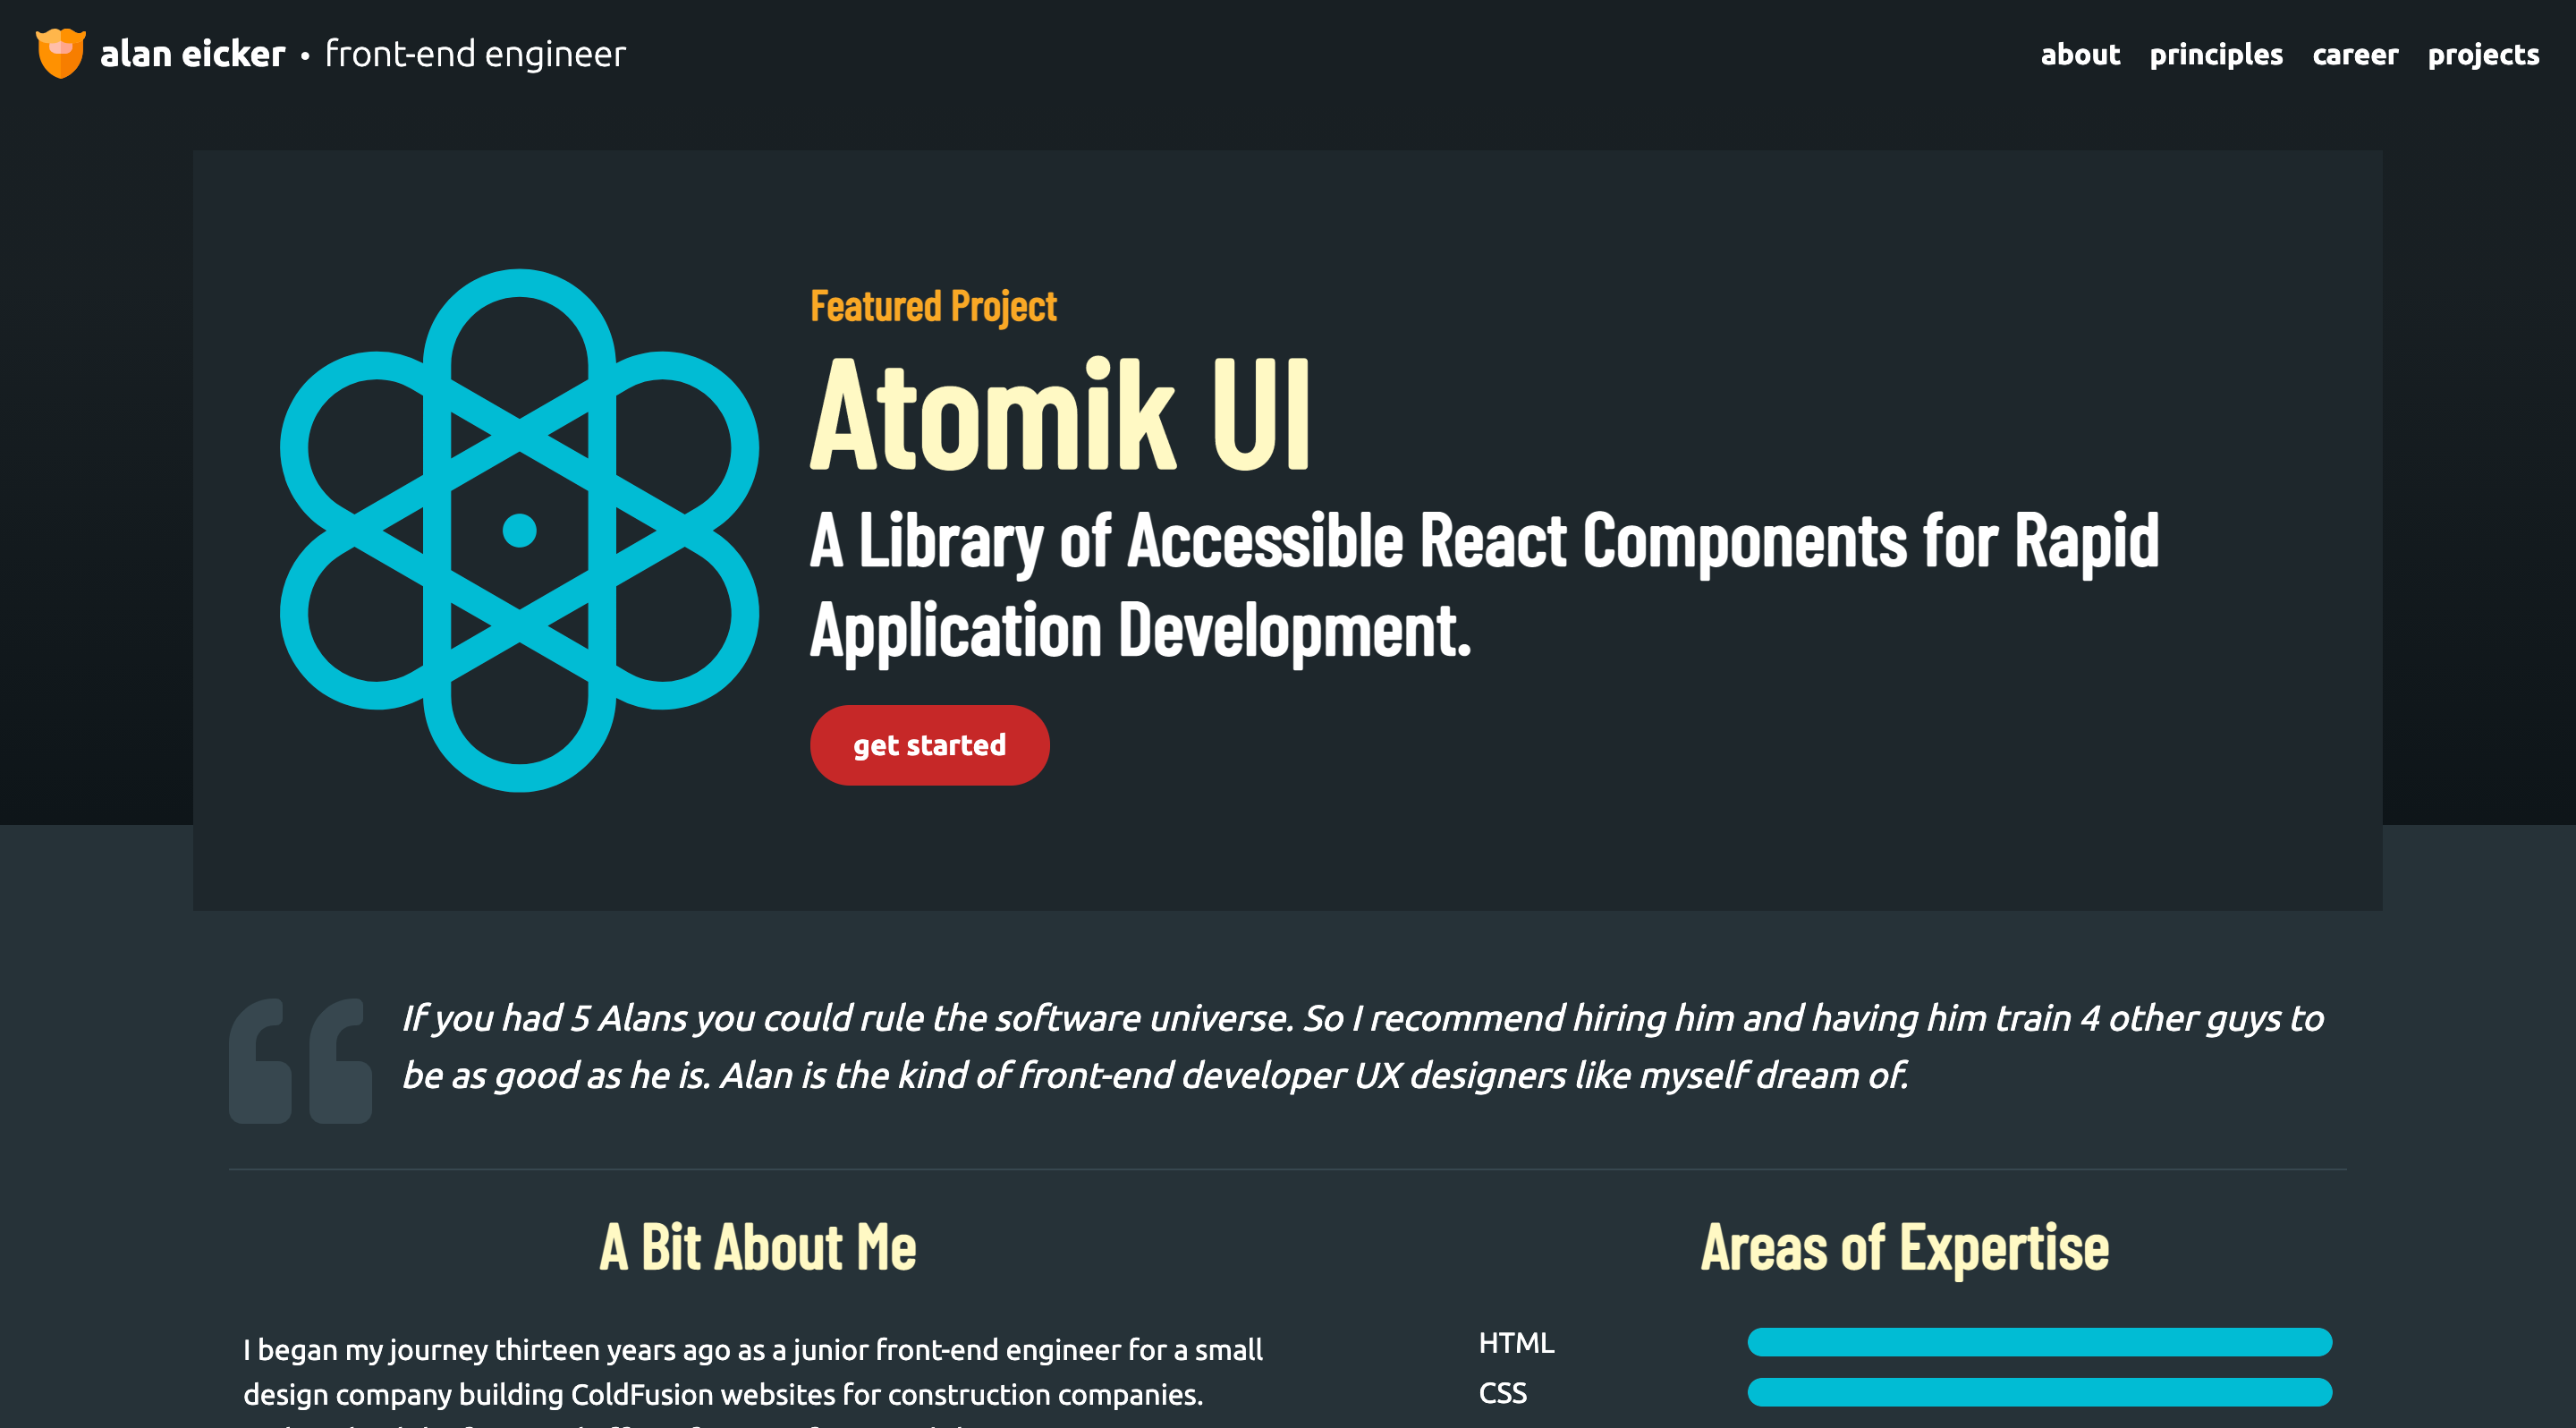 alan eicker • front-end engineer
about principles career projects
Featured Project
Atomik UI
A Library of Accessible React Components for Rapid
Application Development.
get started
If you had 5 Alans you could rule the software universe. So I recommend hiring him and having him train 4 other guys to
be as good as he is. Alan is the kind of front-end developer UX designers like myself dream of.
A Bit About Me
I began my journey thirteen years ago as a junior front-end engineer for a small
design company building ColdFusion websites for construction companies.
Areas of Expertise
HTML
CSS